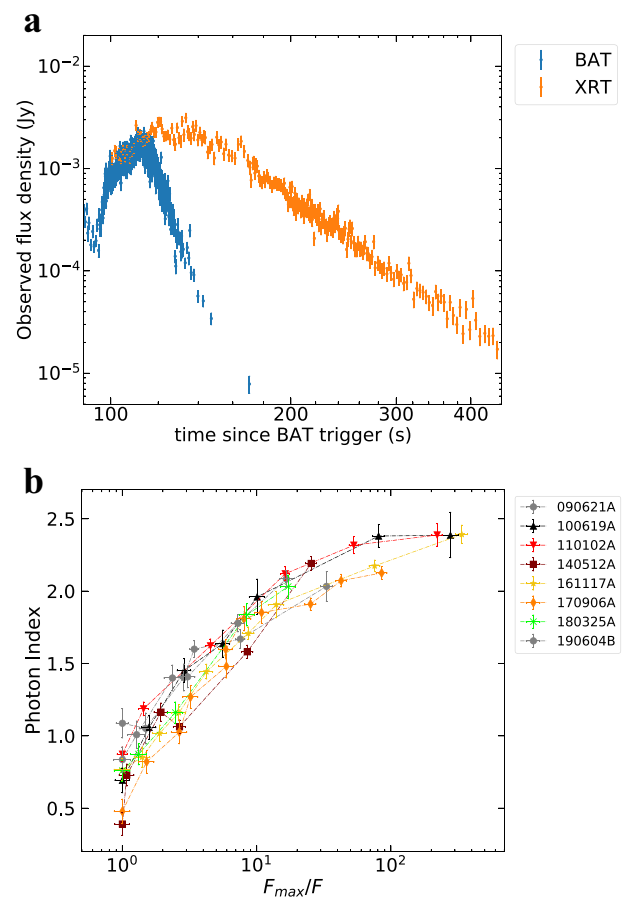 a
10⁻²
10⁻³
10⁻⁴
10⁻⁵
Observed flux density (Jy)
100
200
300
400
time since BAT trigger (s)
BAT
XRT
b
2.5
2.0
1.5
1.0
0.5
Photon Index
10⁰
10¹
10²
Fmax/F
090621A
100619A
110102A
140512A
161117A
170906A
180325A
190604B